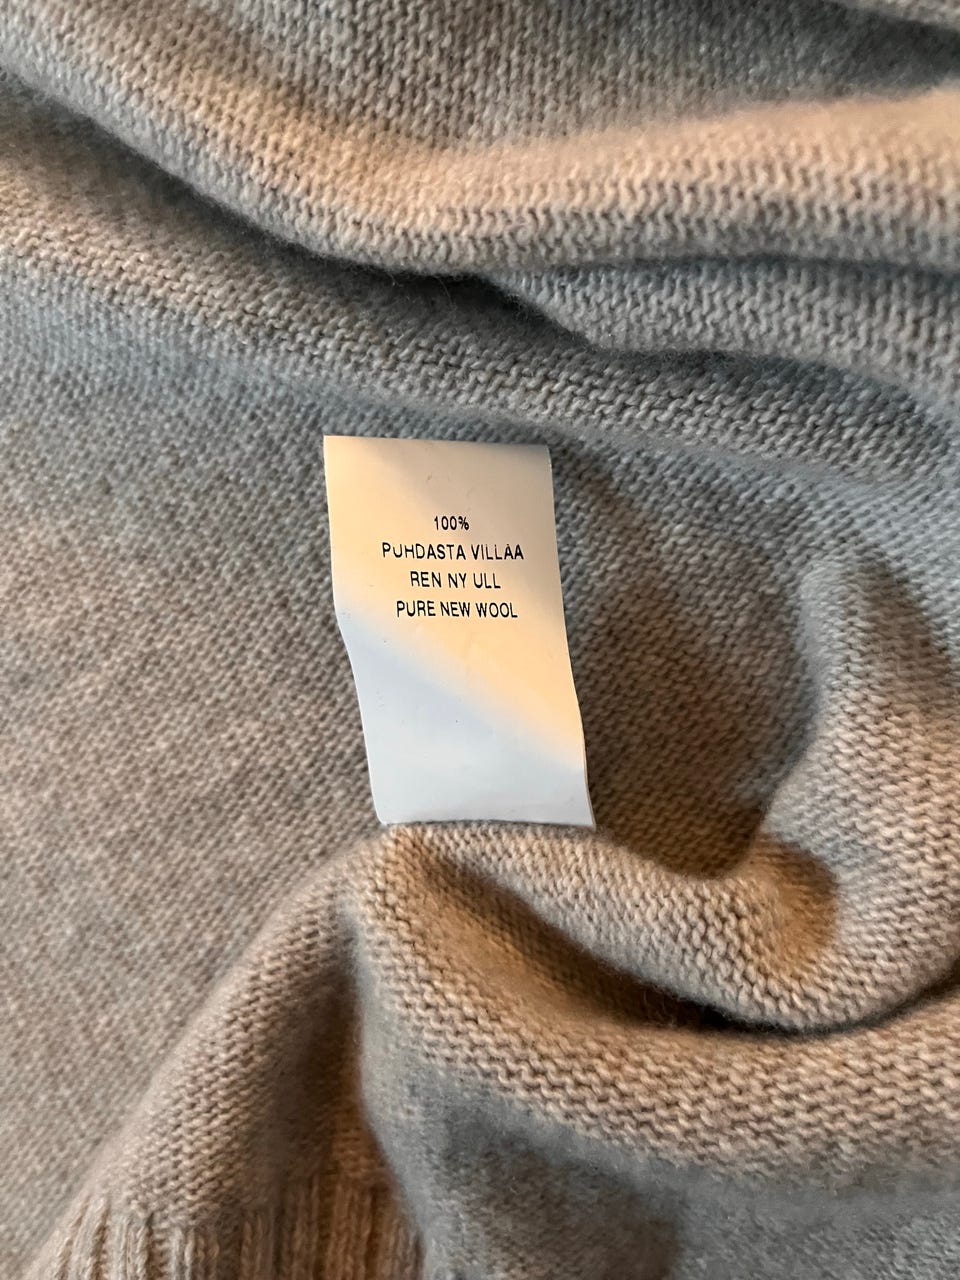 100%
PUHDASTA VILLAA
REN NY ULL
PURE NEW WOOL